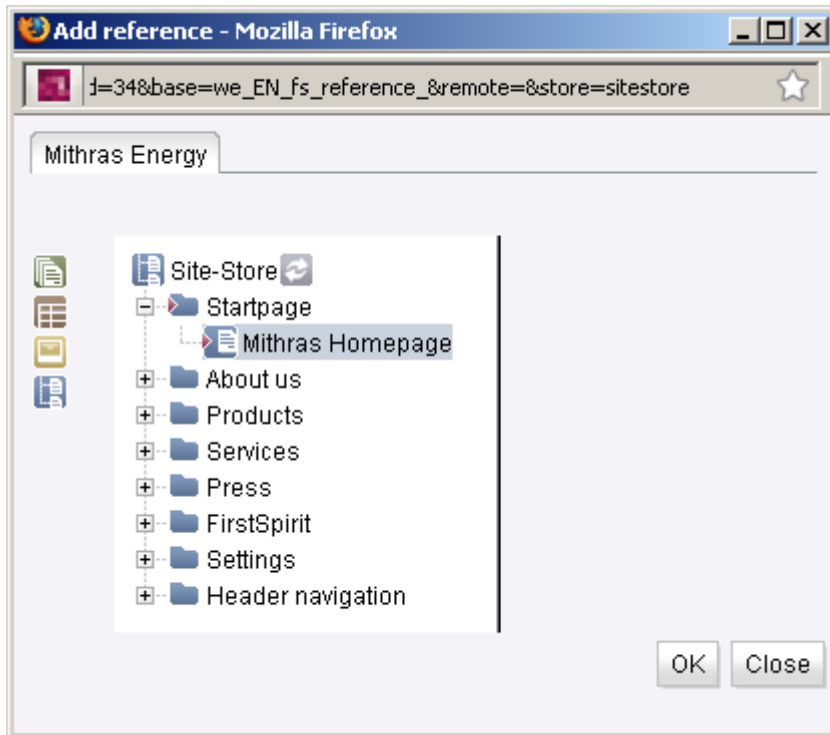 Add reference - Mozilla Firefox
d=34&base=we_EN_fs_reference_&remote=&store=sitestore
Mithras Energy
Site-Store
Startpage
Mithras Homepage
About us
Products
Services
Press
FirstSpirit
Settings
Header navigation
OK Close